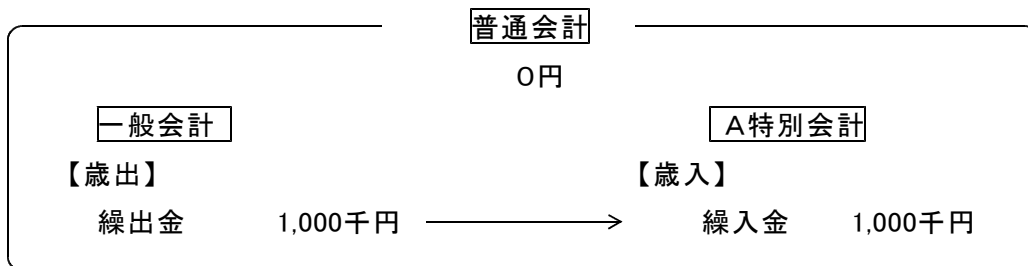 普通会計
0円
一般会計 A特別会計
【歳出】 【歳入】
繰出金 1,000千円 繰入金 1,000千円